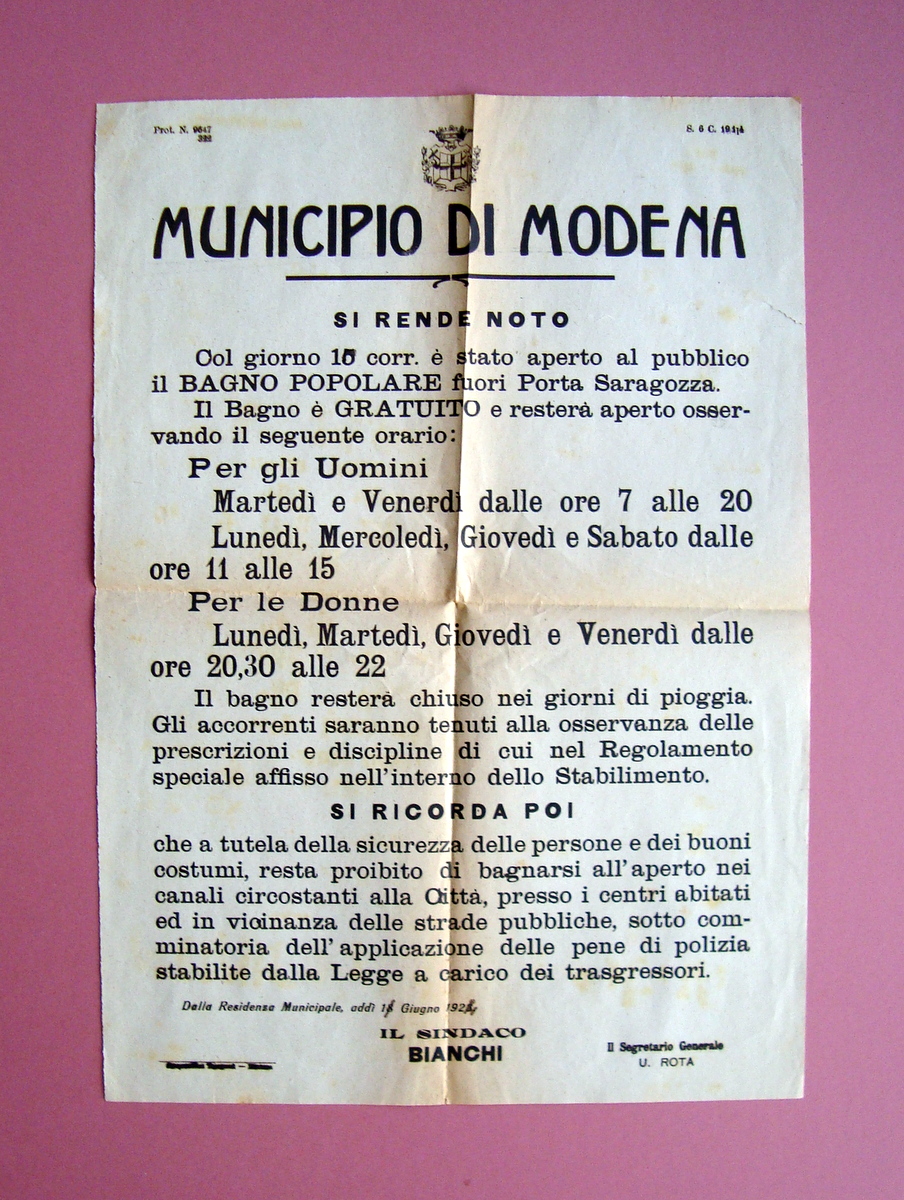 Prot. N. 9647
322
S. 6 C.
MUNICIPIO DI MODENA
SI RENDE NOTO
Col giorno corr. è stato aperto al pubblico
il BAGNO POPOLARE fuori Porta Saragozza.
Il Bagno è GRATUITO e resterà aperto osser-
vando il seguente orario:
Per gli Uomini
Martedì e Venerdì dalle ore 7 alle 20
Lunedì, Mercoledì, Giovedì e Sabato dalle
ore 11 alle 15
Per le Donne
Lunedì, Martedì, Giovedì e Venerdì dalle
ore 20,30 alle 22
Il bagno resterà chiuso nei giorni di pioggia.
Gli accorrenti saranno tenuti alla osservanza delle
prescrizioni e discipline di cui nel Regolamento
speciale affisso nell'interno dello Stabilimento.
SI RICORDA POI
che a tutela della sicurezza delle persone e dei buoni
costumi, resta proibito di bagnarsi all'aperto nei
canali circostanti alla Città, presso i centri abitati
ed in vicinanza delle strade pubbliche, sotto com-
minatoria dell'applicazione delle pene di polizia
stabilite dalla Legge a carico dei trasgressori.
Dalla Residenza Municipale, addì Giugno
IL SINDACO
BIANCHI
Il Segretario Generale
U. ROTA